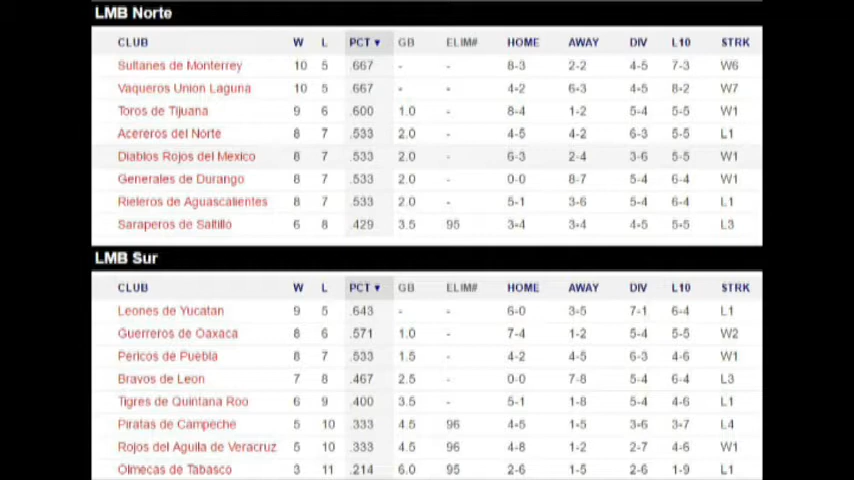 LMB Norte
CLUB W L PCT▼ GB ELIM# HOME AWAY DIV L10 STRK
Sultanes de Monterrey 10 5 .667 - - 8-3 2-2 4-5 7-3 W6
Vaqueros Union Laguna 10 5 .667 - - 4-2 6-3 4-5 8-2 W7
Toros de Tijuana 9 6 .600 1.0 - 8-4 1-2 5-4 5-5 W1
Acereros del Norte 8 7 .533 2.0 - 4-5 4-2 6-3 5-5 L1
Diablos Rojos del Mexico 8 7 .533 2.0 - 6-3 2-4 3-6 5-5 W1
Generales de Durango 8 7 .533 2.0 - 0-0 8-7 5-4 6-4 W1
Rieleros de Aguascalientes 8 7 .533 2.0 - 5-1 3-6 5-4 6-4 L1
Saraperos de Saltillo 6 8 .429 3.5 95 3-4 3-4 4-5 5-5 L3
LMB Sur
CLUB W L PCT▼ GB ELIM# HOME AWAY DIV L10 STRK
Leones de Yucatan 9 5 .643 - - 6-0 3-5 7-1 6-4 L1
Guerreros de Oaxaca 8 6 .571 1.0 - 7-4 1-2 5-4 5-5 W2
Pericos de Puebla 8 7 .533 1.5 - 4-2 4-5 6-3 4-6 W1
Bravos de Leon 7 8 .467 2.5 - 0-0 7-8 5-4 6-4 L3
Tigres de Quintana Roo 6 9 .400 3.5 - 5-1 1-8 5-4 4-6 L1
Piratas de Campeche 5 10 .333 4.5 96 4-5 1-5 3-6 3-7 L4
Rojos del Aguila de Veracruz 5 10 .333 4.5 96 4-8 1-2 2-7 4-6 W1
Olmecas de Tabasco 3 11 .214 6.0 95 2-6 1-5 2-6 1-9 L1